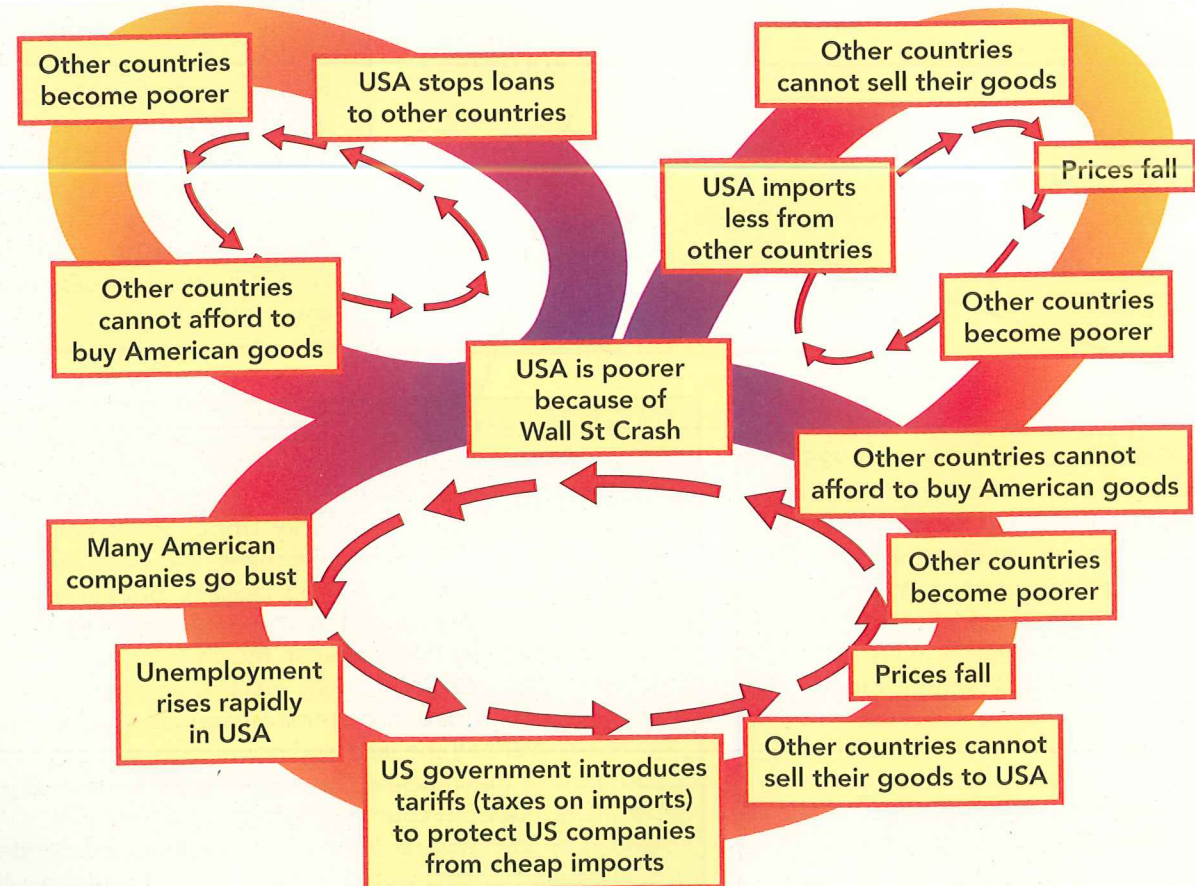 Other countries
become poorer
USA stops loans
to other countries
Other countries
cannot afford to
buy American goods
Other countries
cannot sell their goods
Prices fall
USA imports
less from
other countries
Other countries
become poorer
USA is poorer
because of
Wall St Crash
Other countries cannot
afford to buy American goods
Many American
companies go bust
Other countries
become poorer
Unemployment
rises rapidly
in USA
Prices fall
US government introduces
tariffs (taxes on imports)
to protect US companies
from cheap imports
Other countries cannot
sell their goods to USA